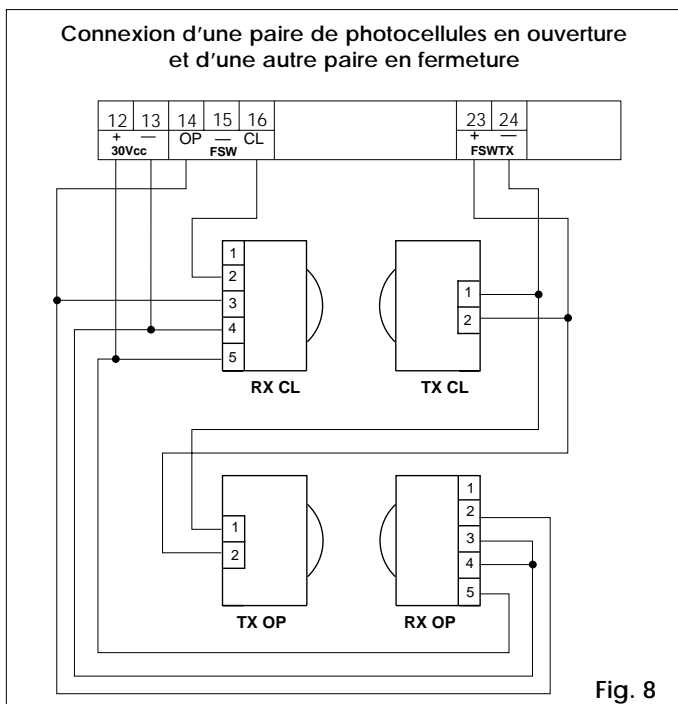 Connexion d'une paire de photocellules en ouverture
et d'une autre paire en fermeture
12 13 14 15 16 23 24
+ — OP — CL + —
30Vcc FSW FSWTX
1
2
3
4
5
1
2
RX CL TX CL
1
2
1
2
3
4
5
TX OP RX OP
Fig. 8